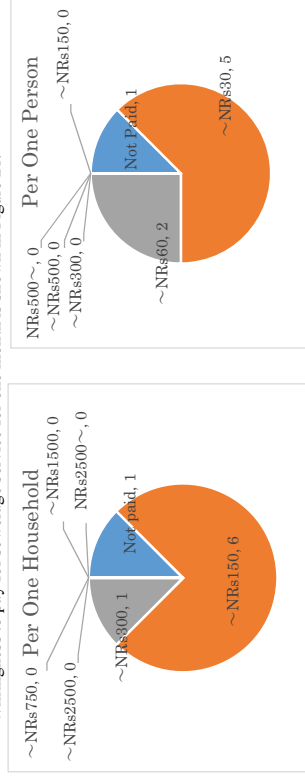 Per One Household
~NRs750, 0
~NRs1500, 0
~NRs2500, 0
NRs2500~, 0
~NRs300, 1
Not paid, 1
~NRs150, 6
Per One Person
NRs500~, 0
~NRs500, 0
~NRs300, 0
~NRs150, 0
Not Paid, 1
~NRs60, 2
~NRs30, 5